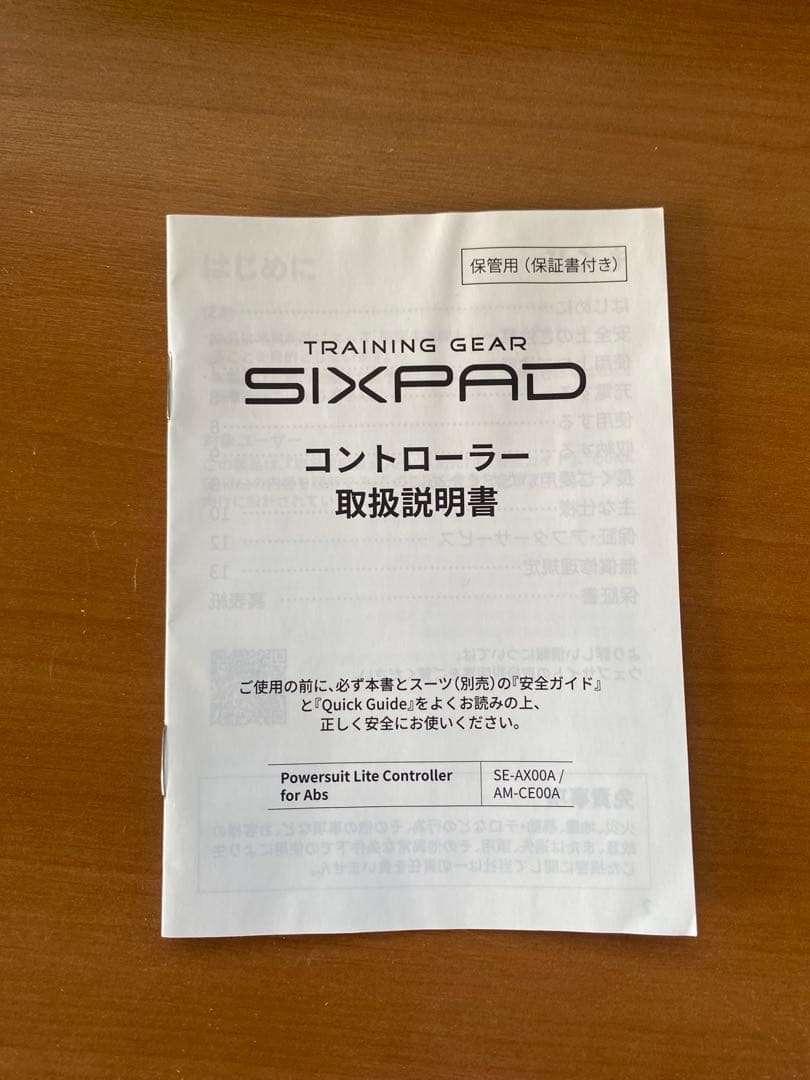 保管用（保証書付き）
TRAINING GEAR
SIXPAD
コントローラー
取扱説明書
ご使用の前に、必ず本書とスーツ（別売）の『安全ガイド』
と『Quick Guide』をよくお読みの上、
正しく安全にお使いください。
Powersuit Lite Controller
for Abs
SE-AX00A /
AM-CE00A